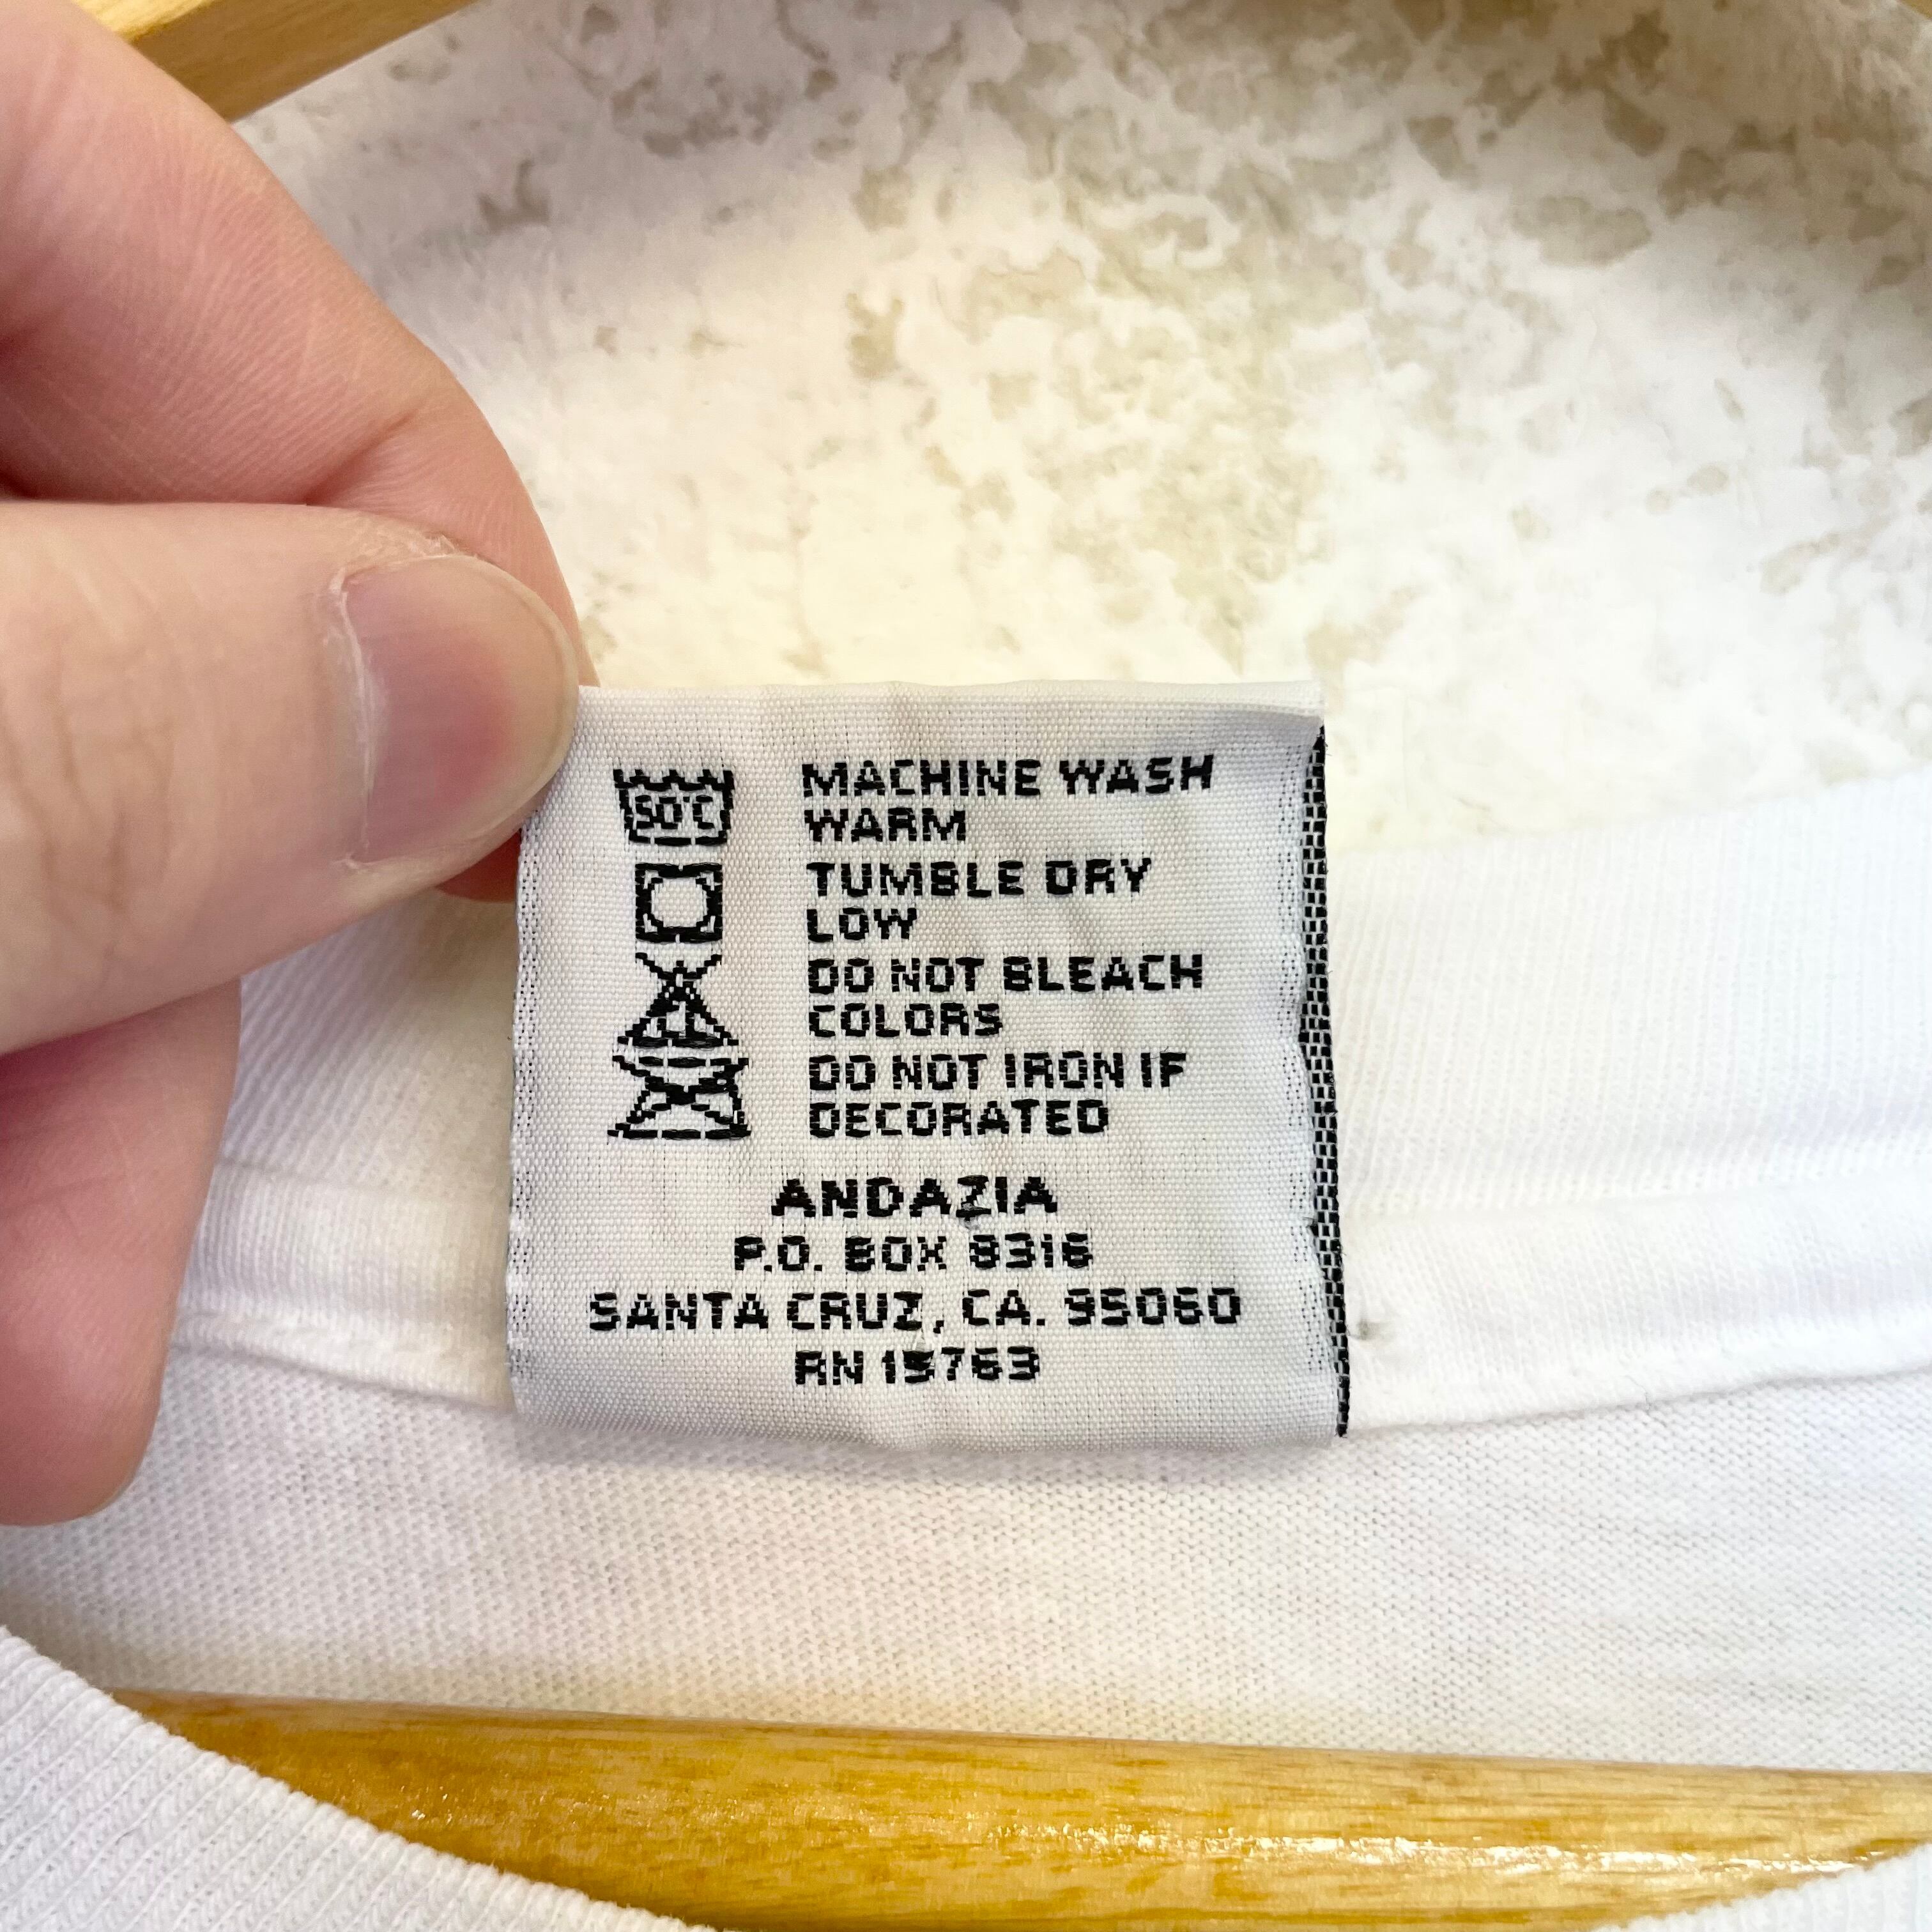 50°C MACHINE WASH
WARM
TUMBLE DRY
LOW
DO NOT BLEACH
COLORS
DO NOT IRON IF
DECORATED
ANDAZIA
P.O. BOX 8316
SANTA CRUZ, CA. 95060
RN